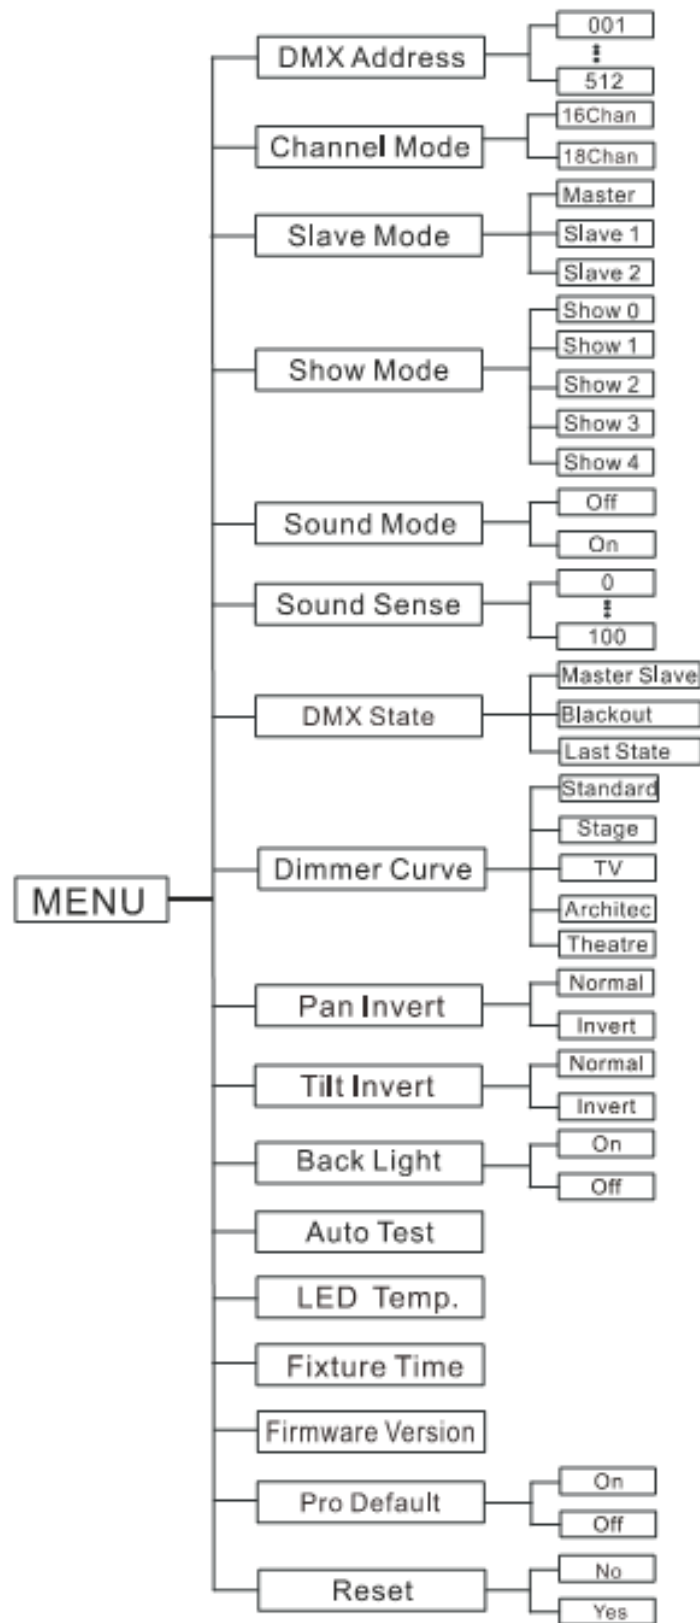 MENU
DMX Address
001
512
Channel Mode
16Chan
18Chan
Slave Mode
Master
Slave 1
Slave 2
Show Mode
Show 0
Show 1
Show 2
Show 3
Show 4
Sound Mode
Off
On
Sound Sense
0
100
DMX State
Master Slave
Blackout
Last State
Dimmer Curve
Standard
Stage
TV
Architec
Theatre
Pan Invert
Normal
Invert
Tilt Invert
Normal
Invert
Back Light
On
Off
Auto Test
LED Temp.
Fixture Time
Firmware Version
Pro Default
On
Off
Reset
No
Yes